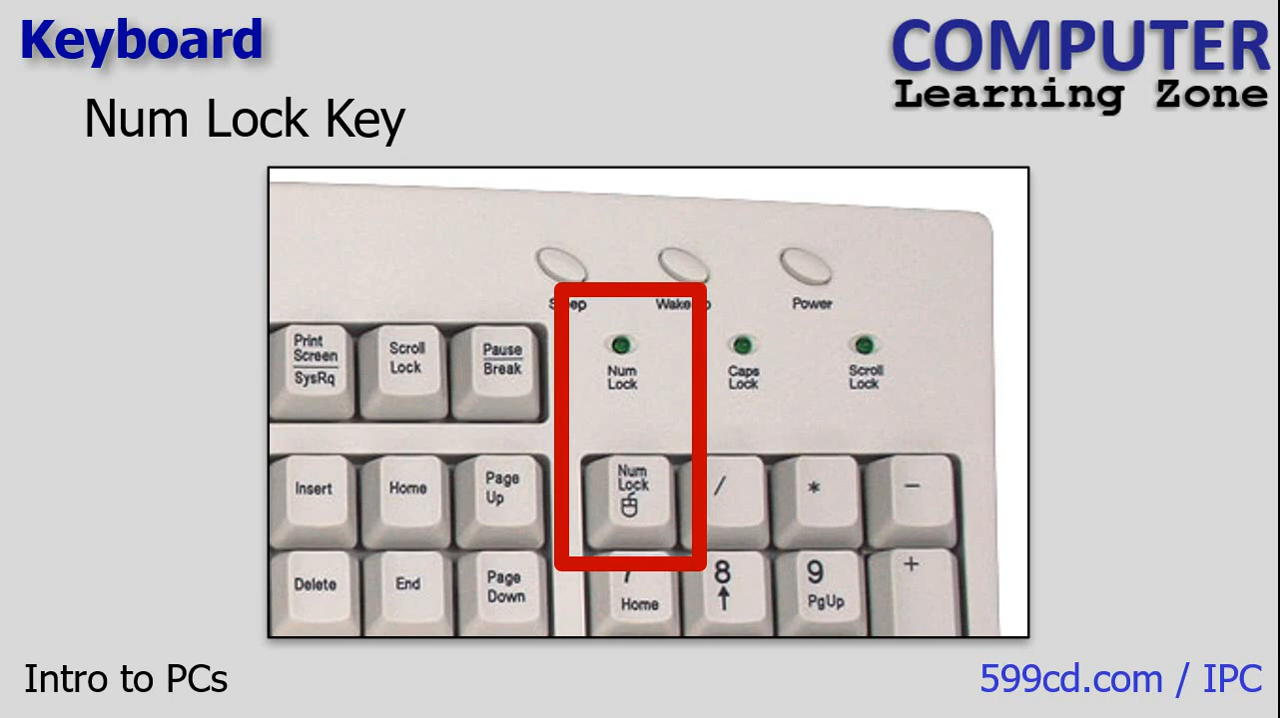 Keyboard
COMPUTER
Learning Zone
Num Lock Key
Power
Print
Screen
SysRq
Scroll
Lock
Pause
Break
Num
Lock
Caps
Lock
Scroll
Lock
Insert
Home
Page
Up
Num
Lock
/
*
−
Delete
End
Page
Down
7
Home
8
↑
9
PgUp
+
Intro to PCs
599cd.com / IPC